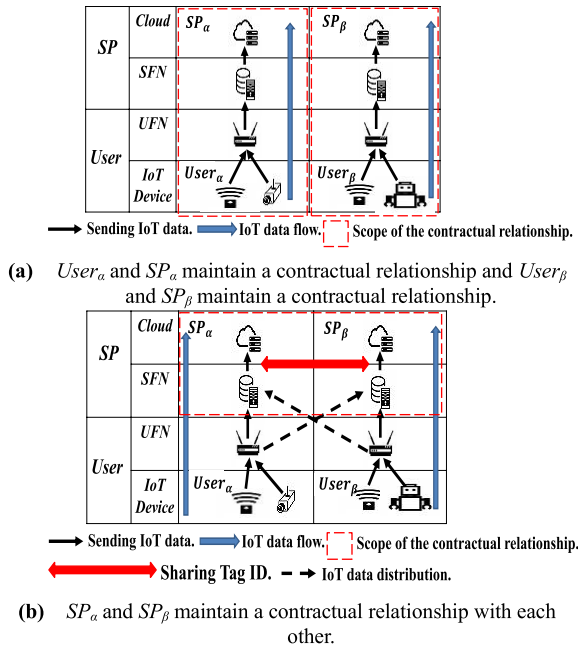 Cloud SPα SPβ
SP
SFN
UFN
User
IoT Device Userα Userβ
Sending IoT data. IoT data flow. Scope of the contractual relationship.
(a) Userα and SPα maintain a contractual relationship and Userβ
and SPβ maintain a contractual relationship.
Cloud SPα SPβ
SP
SFN
UFN
User
IoT Device Userα Userβ
Sending IoT data. IoT data flow. Scope of the contractual relationship.
Sharing Tag ID. IoT data distribution.
(b) SPα and SPβ maintain a contractual relationship with each
other.